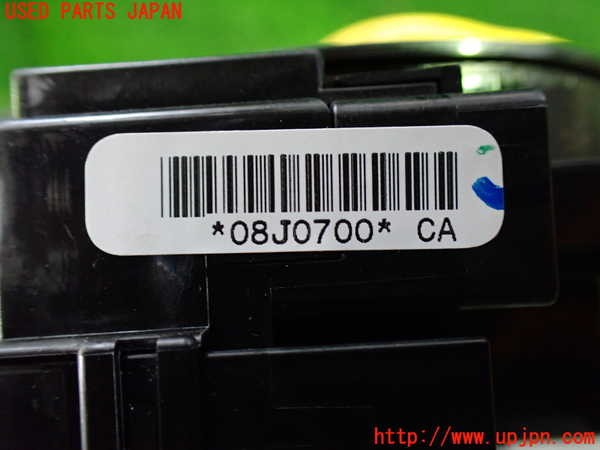 USED PARTS JAPAN
*08J0700* CA
http://www.upjpn.com/